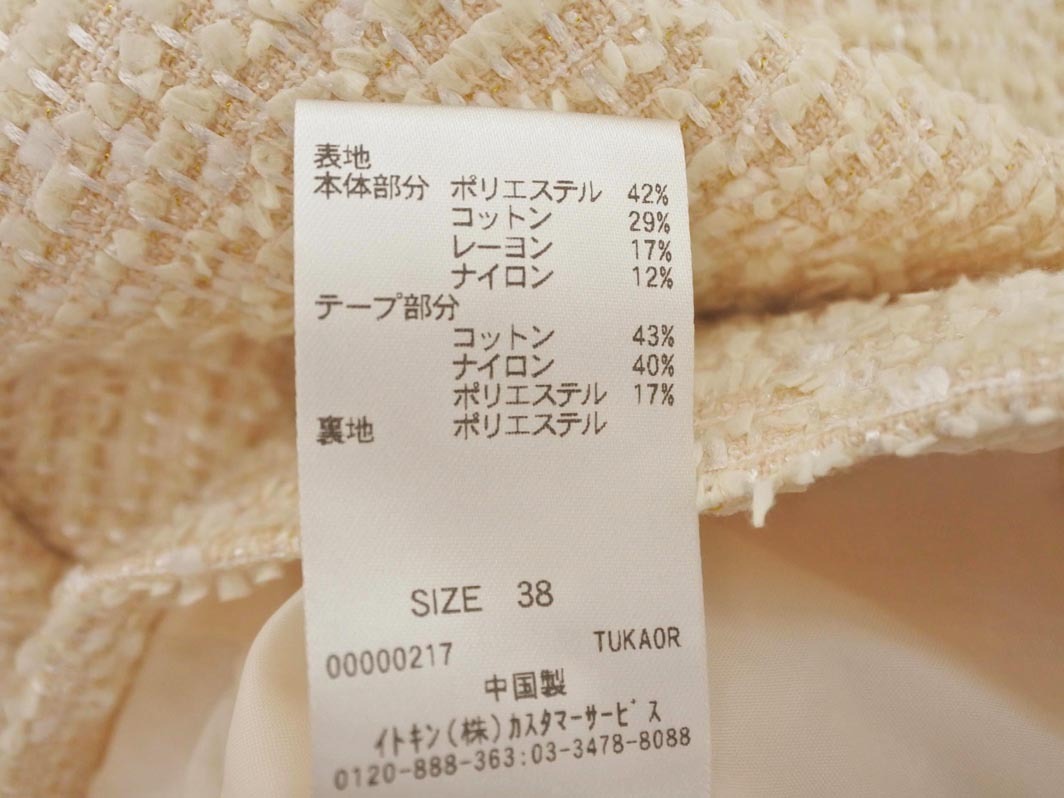 表地
本体部分 ポリエステル 42%
コットン 29%
レーヨン 17%
ナイロン 12%
テープ部分
コットン 43%
ナイロン 40%
ポリエステル 17%
裏地 ポリエステル
SIZE 38
00000217 TUKAOR
中国製
イトキン(株)カスタマーサービス
0120-888-363:03-3478-8088